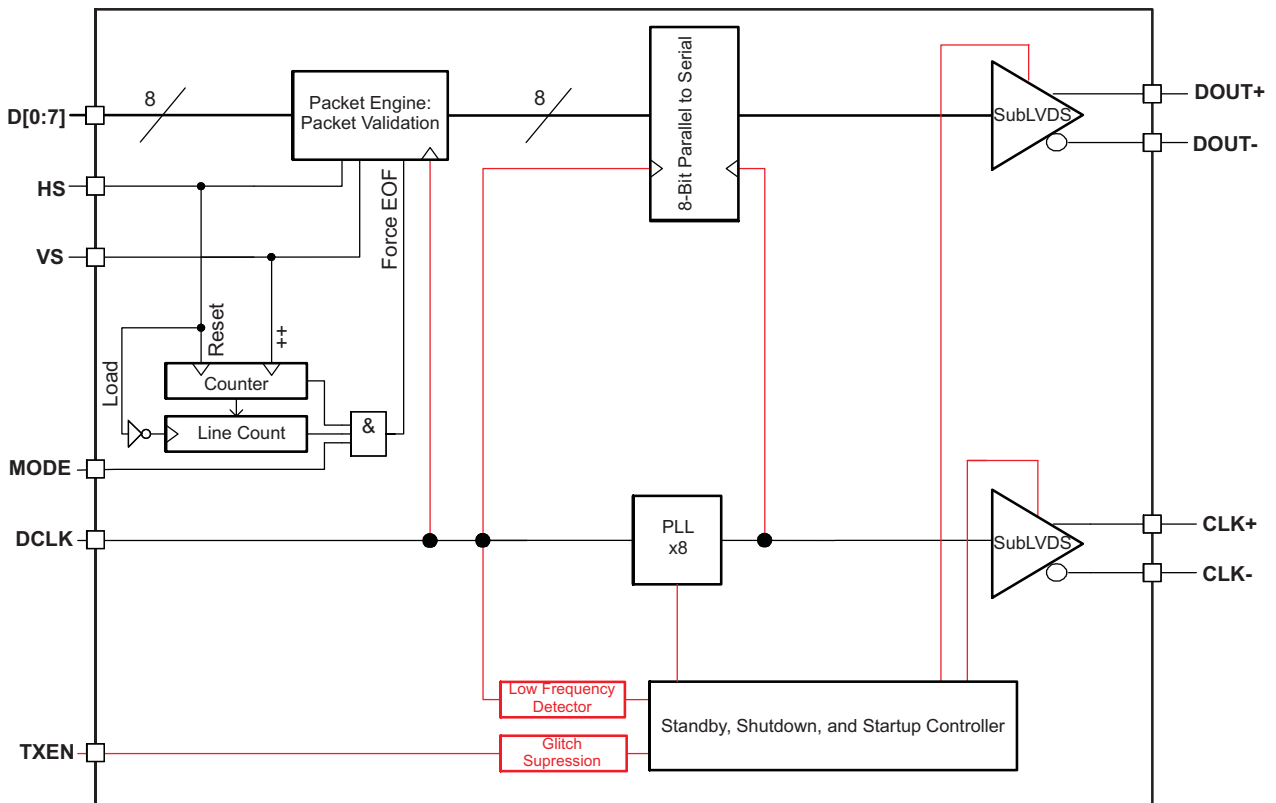 D[0:7]
8
Packet Engine:
Packet Validation
8
8-Bit Parallel to Serial
SubLVDS
DOUT+
DOUT-
HS
VS
Force EOF
Reset
++
Load
Counter
Line Count
&
MODE
DCLK
PLL
x8
SubLVDS
CLK+
CLK-
Low Frequency
Detector
Standby, Shutdown, and Startup Controller
TXEN
Glitch
Supression